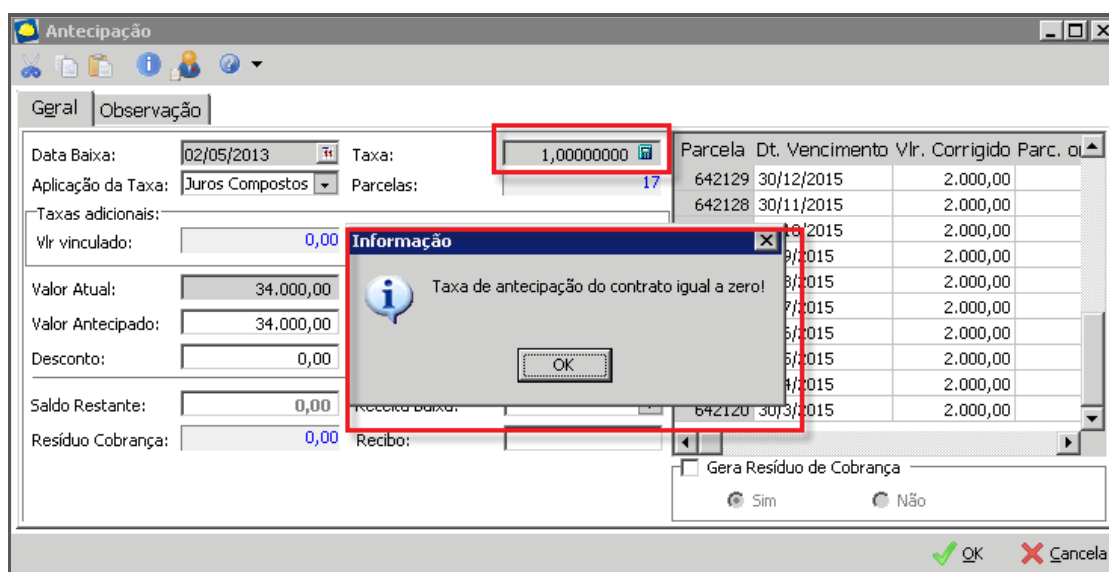 Antecipação
Geral Observação
Data Baixa: 02/05/2013 Taxa: 1,00000000
Aplicação da Taxa: Juros Compostos Parcelas: 17
Taxas adicionais:
Vlr vinculado: 0,00
Valor Atual: 34.000,00
Valor Antecipado: 34.000,00
Desconto: 0,00
Saldo Restante: 0,00
Resíduo Cobrança: 0,00 Recibo:
Informação
Taxa de antecipação do contrato igual a zero!
OK
Parcela Dt. Vencimento Vlr. Corrigido Parc.
642129 30/12/2015 2.000,00
642128 30/11/2015 2.000,00
2.000,00
2.000,00
2.000,00
2.000,00
2.000,00
2.000,00
2.000,00
642120 30/3/2015 2.000,00
Gera Resíduo de Cobrança
Sim Não
OK Cancela